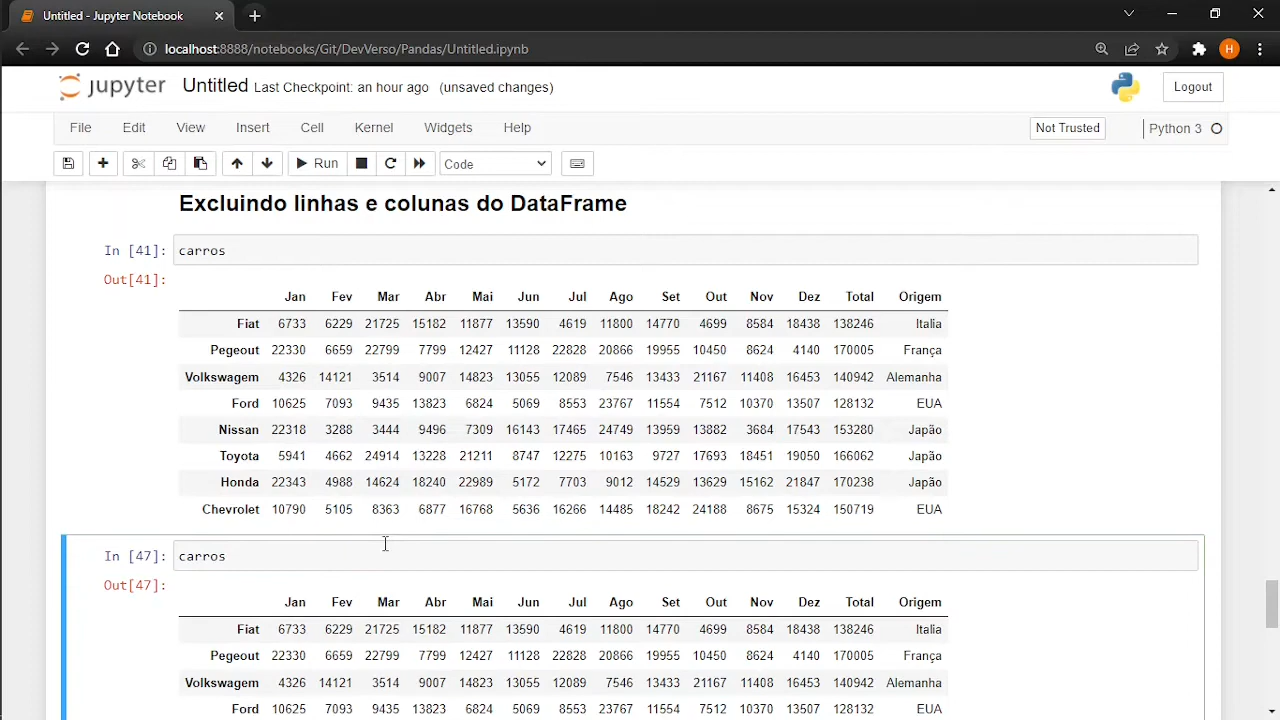 Untitled - Jupyter Notebook
localhost:8888/notebooks/Git/DevVerso/Pandas/Untitled.ipynb
H
jupyter Untitled Last Checkpoint: an hour ago (unsaved changes)
Logout
File Edit View Insert Cell Kernel Widgets Help
Not Trusted Python 3
Run Code
Excluindo linhas e colunas do DataFrame
In [41]: carros
Out[41]:
Jan Fev Mar Abr Mai Jun Jul Ago Set Out Nov Dez Total Origem
Fiat 6733 6229 21725 15182 11877 13590 4619 11800 14770 4699 8584 18438 138246 Italia
Pegeout 22330 6659 22799 7799 12427 11128 22828 20866 19955 10450 8624 4140 170005 França
Volkswagem 4326 14121 3514 9007 14823 13055 12089 7546 13433 21167 11408 16453 140942 Alemanha
Ford 10625 7093 9435 13823 6824 5069 8553 23767 11554 7512 10370 13507 128132 EUA
Nissan 22318 3288 3444 9496 7309 16143 17465 24749 13959 13882 3684 17543 153280 Japão
Toyota 5941 4662 24914 13228 21211 8747 12275 10163 9727 17693 18451 19050 166062 Japão
Honda 22343 4988 14624 18240 22989 5172 7703 9012 14529 13629 15162 21847 170238 Japão
Chevrolet 10790 5105 8363 6877 16768 5636 16266 14485 18242 24188 8675 15324 150719 EUA
In [47]: carros
Out[47]:
Jan Fev Mar Abr Mai Jun Jul Ago Set Out Nov Dez Total Origem
Fiat 6733 6229 21725 15182 11877 13590 4619 11800 14770 4699 8584 18438 138246 Italia
Pegeout 22330 6659 22799 7799 12427 11128 22828 20866 19955 10450 8624 4140 170005 França
Volkswagem 4326 14121 3514 9007 14823 13055 12089 7546 13433 21167 11408 16453 140942 Alemanha
Ford 10625 7093 9435 13823 6824 5069 8553 23767 11554 7512 10370 13507 128132 EUA